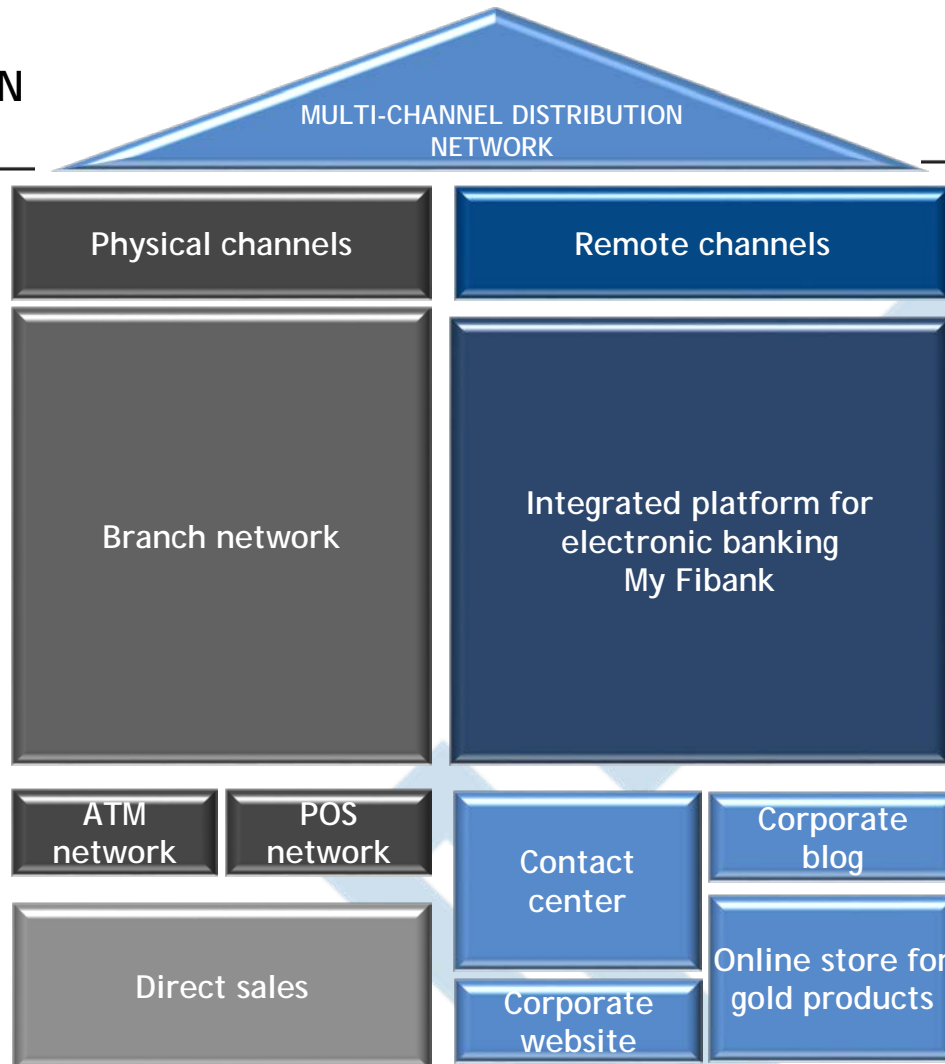 N
MULTI-CHANNEL DISTRIBUTION
NETWORK
Physical channels
Remote channels
Branch network
Integrated platform for
electronic banking
My Fibank
ATM
network
POS
network
Contact
center
Corporate
blog
Direct sales
Corporate
website
Online store for
gold products